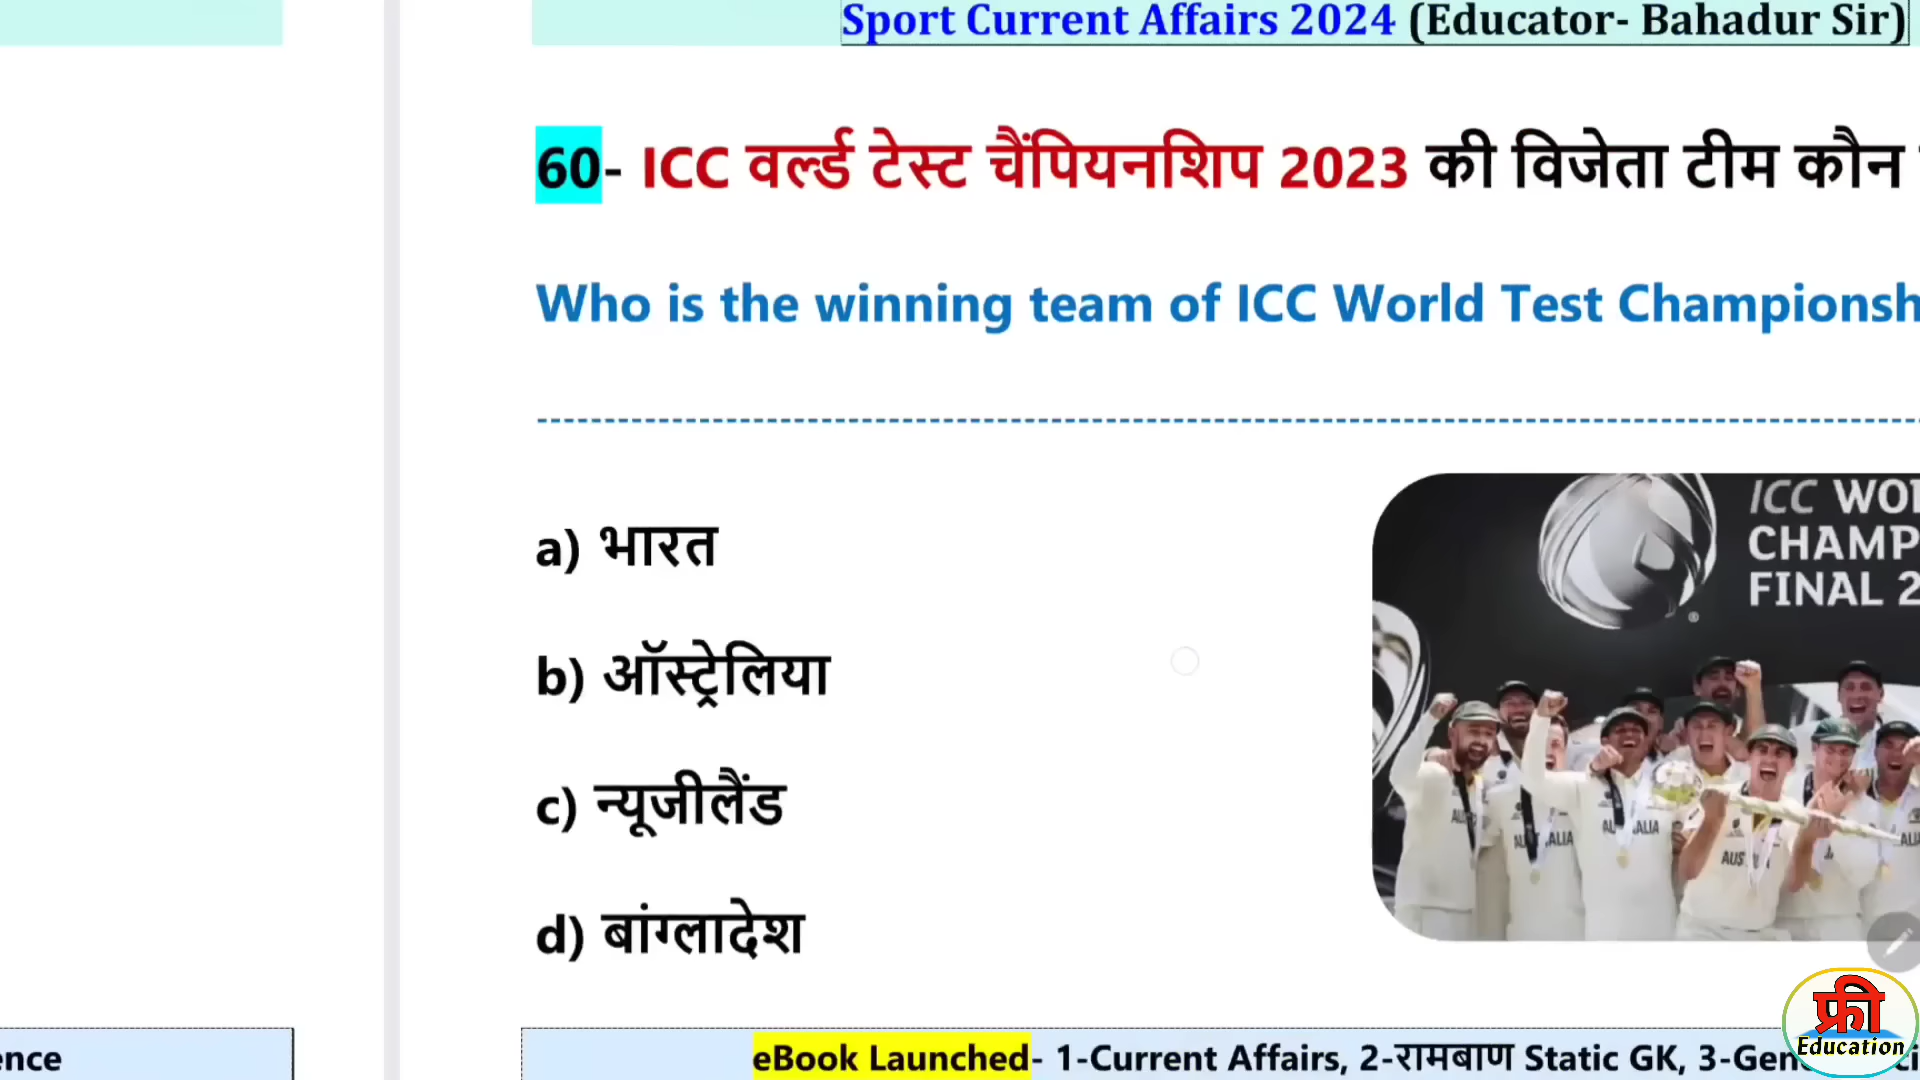 Sport Current Affairs 2024 (Educator- Bahadur Sir)
60- ICC वर्ल्ड टेस्ट चैंपियनशिप 2023 की विजेता टीम कौन
Who is the winning team of ICC World Test Championsh
a) भारत
b) ऑस्ट्रेलिया
c) न्यूजीलैंड
d) बांग्लादेश
ICC WO
CHAMP
FINAL 2
ence
eBook Launched- 1-Current Affairs, 2-रामबाण Static GK, 3-Gen
फ्री
Education